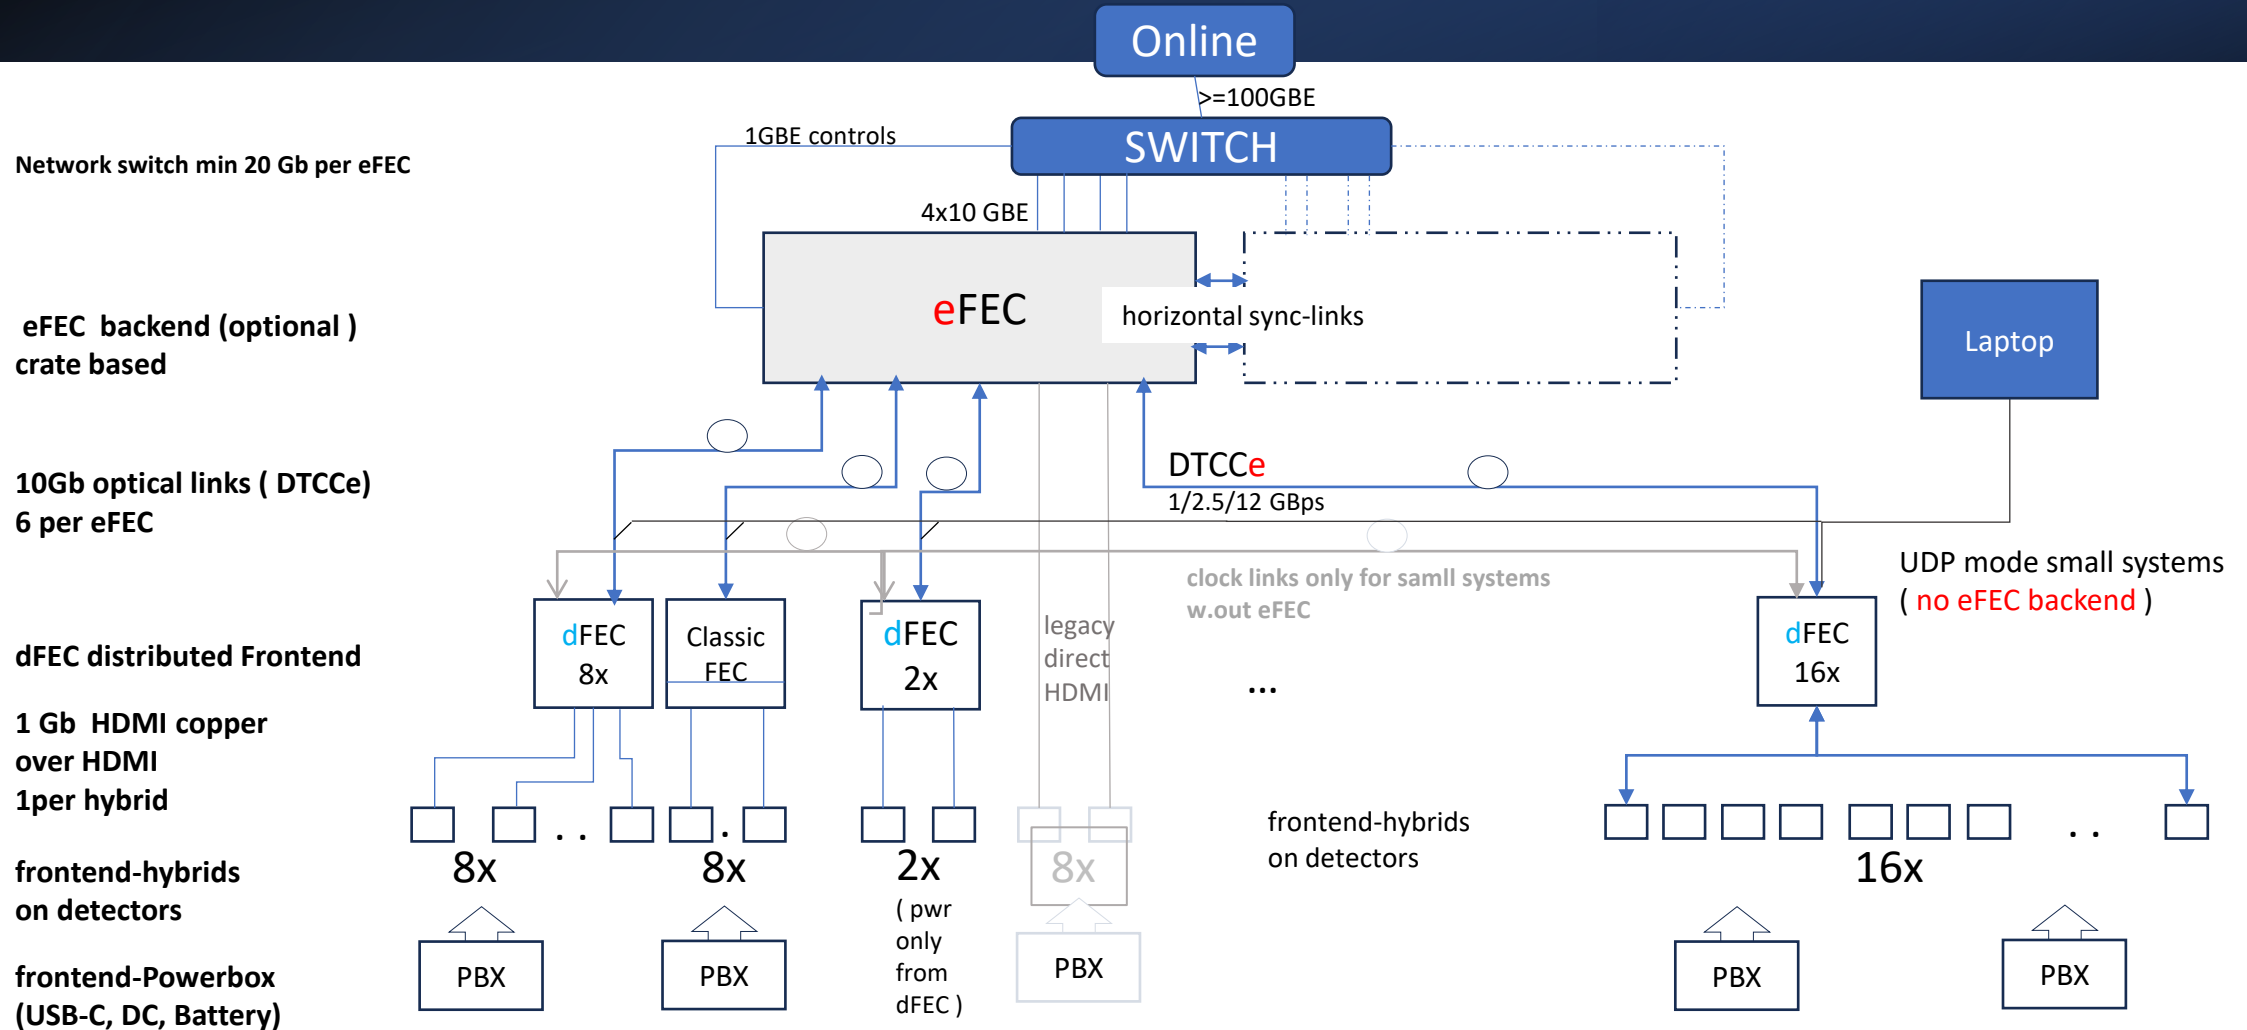 Online
>=100GBE
1GBE controls
SWITCH
Network switch min 20 Gb per eFEC
4x10 GBE
eFEC
horizontal sync-links
eFEC  backend (optional )
crate based
Laptop
DTCCe
1/2.5/12 GBps
10Gb optical links ( DTCCe)
6 per eFEC
UDP mode small systems
( no eFEC backend )
clock links only for samll systems
w.out eFEC
dFEC distributed Frontend
dFEC
8x
Classic
FEC
dFEC
2x
legacy
direct
HDMI
...
dFEC
16x
1 Gb  HDMI copper
over HDMI
1per hybrid
. .
.
frontend-hybrids
on detectors
. .
frontend-hybrids
on detectors
8x
8x
2x
8x
16x
( pwr
only
from
dFEC )
frontend-Powerbox
(USB-C, DC, Battery)
PBX
PBX
PBX
PBX
PBX